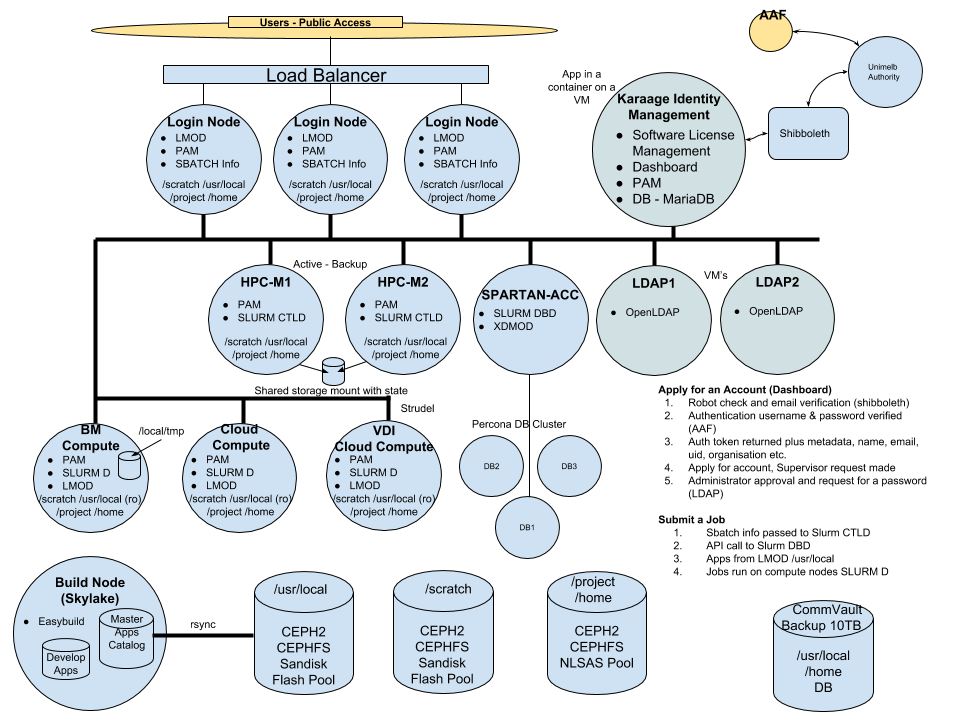 Users - Public Access
AAF
Unimelb
Authority
Load Balancer
App in a
container on a
VM
Karaage Identity
Management
● Software License
Management
● Dashboard
● PAM
● DB - MariaDB
Shibboleth
Login Node
● LMOD
● PAM
● SBATCH Info
/scratch /usr/local
/project /home
Login Node
● LMOD
● PAM
● SBATCH Info
/scratch /usr/local
/project /home
Login Node
● LMOD
● PAM
● SBATCH Info
/scratch /usr/local
/project /home
Active - Backup
HPC-M1
● PAM
● SLURM CTLD
/scratch /usr/local
/project /home
HPC-M2
● PAM
● SLURM CTLD
/scratch /usr/local
/project /home
SPARTAN-ACC
● SLURM DBD
● XDMOD
LDAP1
● OpenLDAP
VM's
LDAP2
● OpenLDAP
Shared storage mount with state
Strudel
BM
Compute
● PAM
● SLURM D
● LMOD
/scratch /usr/local (ro)
/project /home
/local/tmp
Cloud
Compute
● PAM
● SLURM D
● LMOD
/scratch /usr/local (ro)
/project /home
VDI
Cloud Compute
● PAM
● SLURM D
● LMOD
/scratch /usr/local (ro)
/project /home
Percona DB Cluster
DB2
DB3
DB1
Apply for an Account (Dashboard)
1. Robot check and email verification (shibboleth)
2. Authentication username & password verified
(AAF)
3. Auth token returned plus metadata, name, email,
uid, organisation etc.
4. Apply for account, Supervisor request made
5. Administrator approval and request for a password
(LDAP)
Submit a Job
1. Sbatch info passed to Slurm CTLD
2. API call to Slurm DBD
3. Apps from LMOD /usr/local
4. Jobs run on compute nodes SLURM D
Build Node
(Skylake)
● Easybuild
Master
Apps
Catalog
Develop
Apps
rsync
/usr/local
CEPH2
CEPHFS
Sandisk
Flash Pool
/scratch
CEPH2
CEPHFS
Sandisk
Flash Pool
/project
/home
CEPH2
CEPHFS
NLSAS Pool
CommVault
Backup 10TB
/usr/local
/home
DB